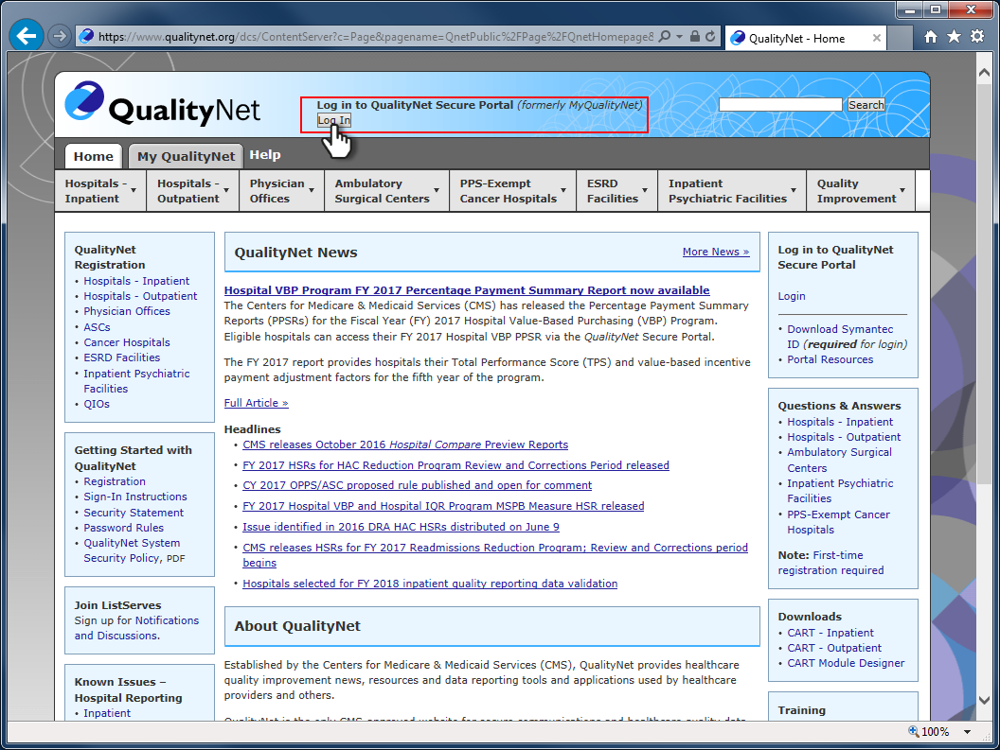 https://www.qualitynet.org/dcs/ContentServer?c=Page&pagename=QnetPublic%2FPage%2FQnetHomepage&
QualityNet - Home
QualityNet
Log in to QualityNet Secure Portal (formerly MyQualityNet)
Log In
Search
Home
My QualityNet
Help
Hospitals -
Inpatient
Hospitals -
Outpatient
Physician
Offices
Ambulatory
Surgical Centers
PPS-Exempt
Cancer Hospitals
ESRD
Facilities
Inpatient
Psychiatric Facilities
Quality
Improvement
QualityNet
Registration
• Hospitals - Inpatient
• Hospitals - Outpatient
• Physician Offices
• ASCs
• Cancer Hospitals
• ESRD Facilities
• Inpatient Psychiatric
Facilities
• QIOs
Getting Started with
QualityNet
• Registration
• Sign-In Instructions
• Security Statement
• Password Rules
• QualityNet System
Security Policy, PDF
Join ListServes
Sign up for Notifications
and Discussions.
Known Issues –
Hospital Reporting
• Inpatient
QualityNet News
More News »
Hospital VBP Program FY 2017 Percentage Payment Summary Report now available
The Centers for Medicare & Medicaid Services (CMS) has released the Percentage Payment Summary
Reports (PPSRs) for the Fiscal Year (FY) 2017 Hospital Value-Based Purchasing (VBP) Program.
Eligible hospitals can access their FY 2017 Hospital VBP PPSR via the QualityNet Secure Portal.
The FY 2017 report provides hospitals their Total Performance Score (TPS) and value-based incentive
payment adjustment factors for the fifth year of the program.
Full Article »
Headlines
• CMS releases October 2016 Hospital Compare Preview Reports
• FY 2017 HSRs for HAC Reduction Program Review and Corrections Period released
• CY 2017 OPPS/ASC proposed rule published and open for comment
• FY 2017 Hospital VBP and Hospital IQR Program MSPB Measure HSR released
• Issue identified in 2016 DRA HAC HSRs distributed on June 9
• CMS releases HSRs for FY 2017 Readmissions Reduction Program; Review and Corrections period
begins
• Hospitals selected for FY 2018 inpatient quality reporting data validation
About QualityNet
Established by the Centers for Medicare & Medicaid Services (CMS), QualityNet provides healthcare
quality improvement news, resources and data reporting tools and applications used by healthcare
providers and others.
QualityNet is the only CMS-approved website for secure communications and healthcare quality data
Log in to QualityNet
Secure Portal
Login
• Download Symantec
ID (required for login)
• Portal Resources
Questions & Answers
• Hospitals - Inpatient
• Hospitals - Outpatient
• Ambulatory Surgical
Centers
• Inpatient Psychiatric
Facilities
• PPS-Exempt Cancer
Hospitals
Note: First-time
registration required
Downloads
• CART - Inpatient
• CART - Outpatient
• CART Module Designer
Training
100%